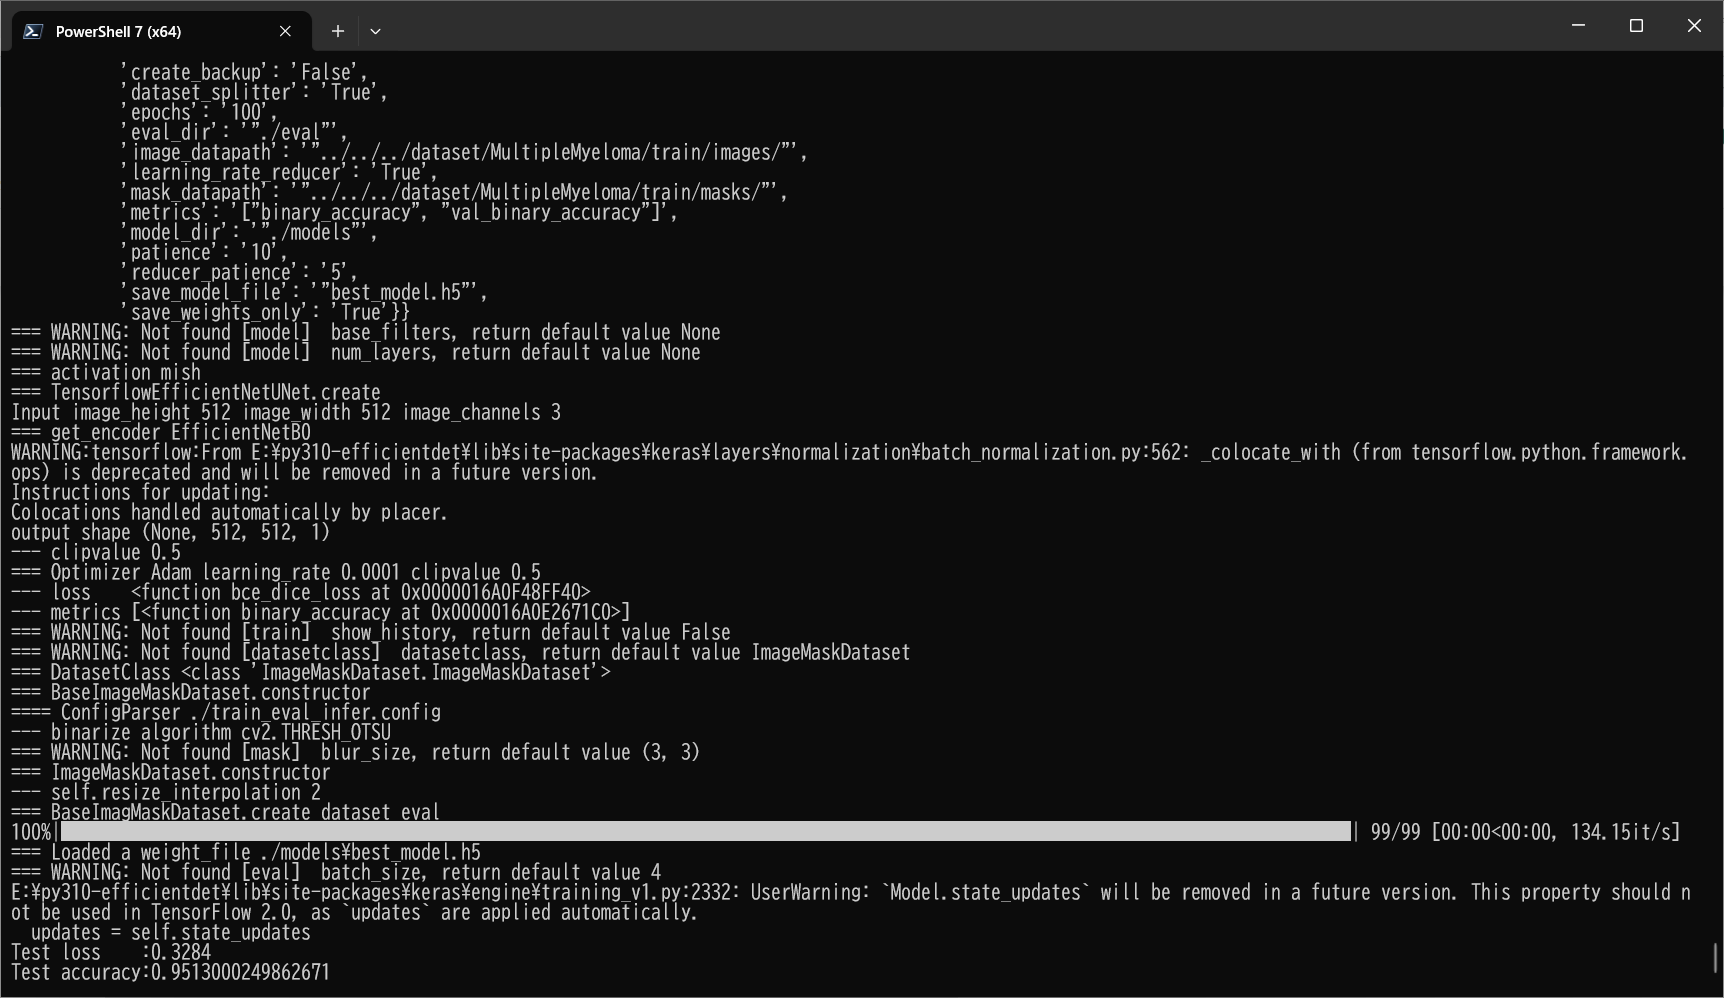 PowerShell 7 (x64)
'create_backup': 'False',
'dataset_splitter': 'True',
'epochs': '100',
'eval_dir': '"./eval"',
'image_datapath': '"../../../dataset/MultipleMyeloma/train/images/"',
'learning_rate_reducer': 'True',
'mask_datapath': '"../../../dataset/MultipleMyeloma/train/masks/"',
'metrics': '["binary_accuracy", "val_binary_accuracy"]',
'model_dir': '"./models"',
'patience': '10',
'reducer_patience': '5',
'save_model_file': '"best_model.h5"',
'save_weights_only': 'True'}}
=== WARNING: Not found [model]  base_filters, return default value None
=== WARNING: Not found [model]  num_layers, return default value None
=== activation mish
=== TensorflowEfficientNetUNet.create
Input image_height 512 image_width 512 image_channels 3
=== get_encoder EfficientNetB0
WARNING:tensorflow:From E:¥py310-efficientdet¥lib¥site-packages¥keras¥layers¥normalization¥batch_normalization.py:562: _colocate_with (from tensorflow.python.framework.
ops) is deprecated and will be removed in a future version.
Instructions for updating:
Colocations handled automatically by placer.
output shape (None, 512, 512, 1)
--- clipvalue 0.5
=== Optimizer Adam learning_rate 0.0001 clipvalue 0.5
--- loss    <function bce_dice_loss at 0x0000016A0F48FF40>
--- metrics [<function binary_accuracy at 0x0000016A0E2671C0>]
=== WARNING: Not found [train]  show_history, return default value False
=== WARNING: Not found [datasetclass]  datasetclass, return default value ImageMaskDataset
=== DatasetClass <class 'ImageMaskDataset.ImageMaskDataset'>
=== BaseImageMaskDataset.constructor
==== ConfigParser ./train_eval_infer.config
--- binarize algorithm cv2.THRESH_OTSU
=== WARNING: Not found [mask]  blur_size, return default value (3, 3)
=== ImageMaskDataset.constructor
--- self.resize_interpolation 2
=== BaseImagMaskDataset.create dataset eval
100%| | 99/99 [00:00<00:00, 134.15it/s]
=== Loaded a weight_file ./models¥best_model.h5
=== WARNING: Not found [eval]  batch_size, return default value 4
E:¥py310-efficientdet¥lib¥site-packages¥keras¥engine¥training_v1.py:2332: UserWarning: `Model.state_updates` will be removed in a future version. This property should n
ot be used in TensorFlow 2.0, as `updates` are applied automatically.
updates = self.state_updates
Test loss    :0.3284
Test accuracy:0.9513000249862671